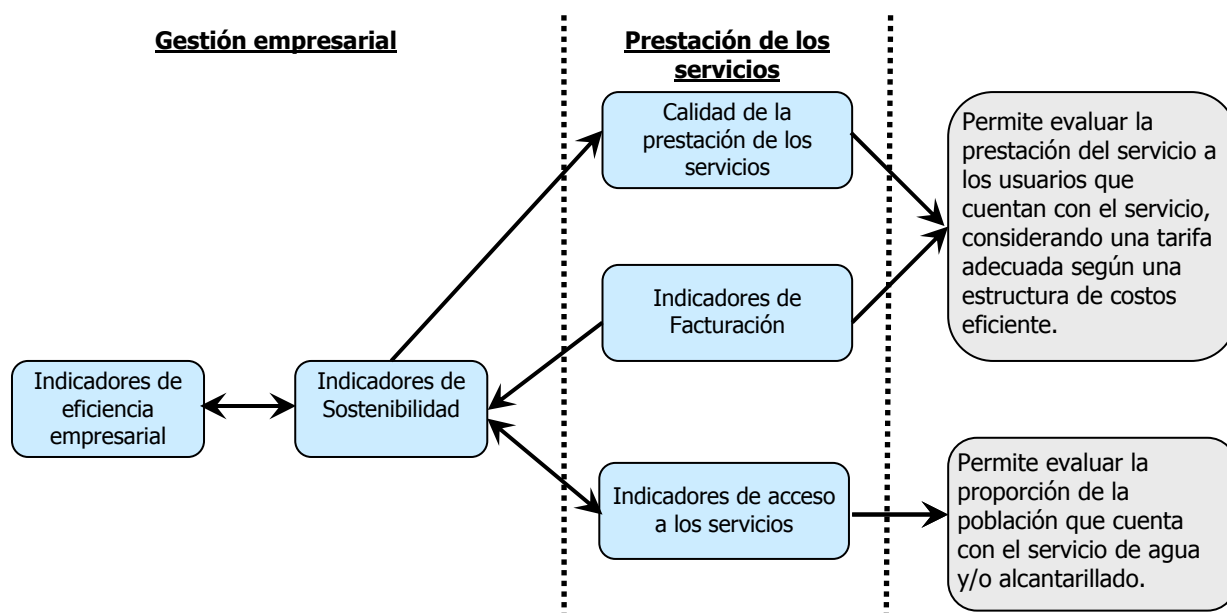 Gestión empresarial
Prestación de los
servicios
Calidad de la
prestación de los
servicios
Permite evaluar la
prestación del servicio a
los usuarios que
cuentan con el servicio,
considerando una tarifa
adecuada según una
estructura de costos
eficiente.
Indicadores de
Facturación
Indicadores de
eficiencia
empresarial
Indicadores de
Sostenibilidad
Indicadores de acceso
a los servicios
Permite evaluar la
proporción de la
población que cuenta
con el servicio de agua
y/o alcantarillado.